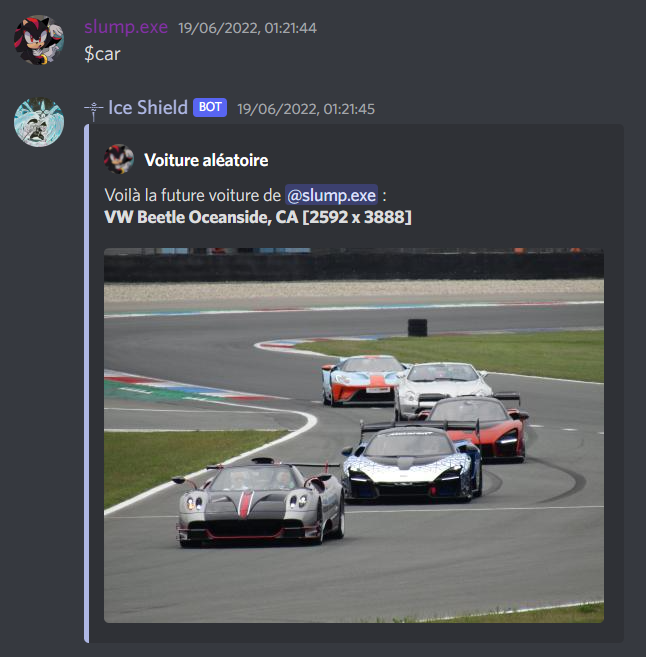 slump.exe 19/06/2022, 01:21:44
$car
Ice Shield BOT 19/06/2022, 01:21:45
Voiture aléatoire
Voilà la future voiture de @slump.exe :
VW Beetle Oceanside, CA [2592 x 3888]